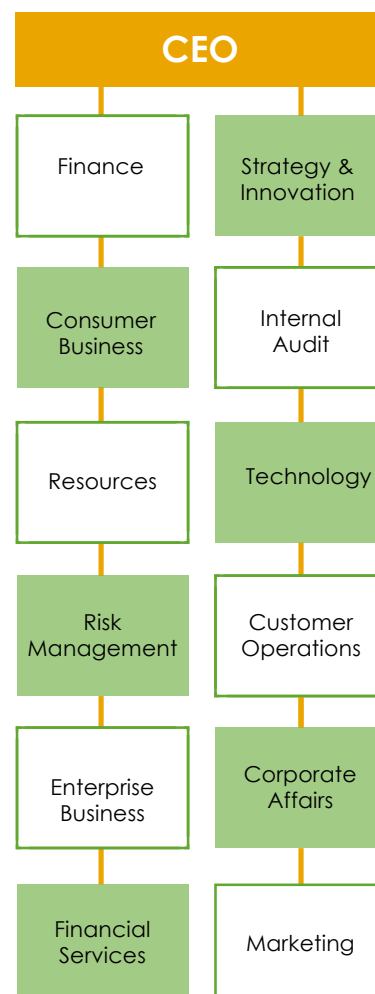 CEO
Finance
Strategy &
Innovation
Consumer
Business
Internal
Audit
Resources
Technology
Risk
Management
Customer
Operations
Enterprise
Business
Corporate
Affairs
Financial
Services
Marketing